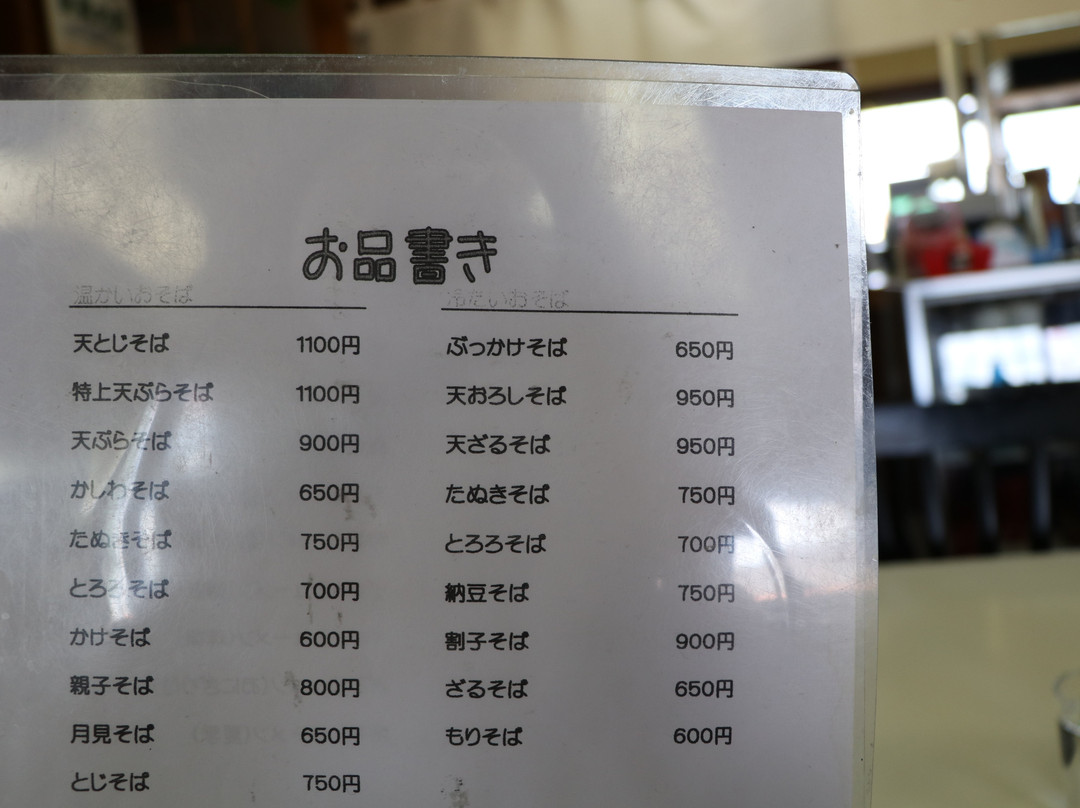 お品書き
温かいおそば
天とじそば 1100円
特上天ぷらそば 1100円
天ぷらそば 900円
かしわそば 650円
たぬきそば 750円
とろろそば 700円
かけそば 600円
親子そば 800円
月見そば 650円
とじそば 750円
冷たいおそば
ぶっかけそば 650円
天おろしそば 950円
天ざるそば 950円
たぬきそば 750円
とろろそば 700円
納豆そば 750円
割子そば 900円
ざるそば 650円
もりそば 600円